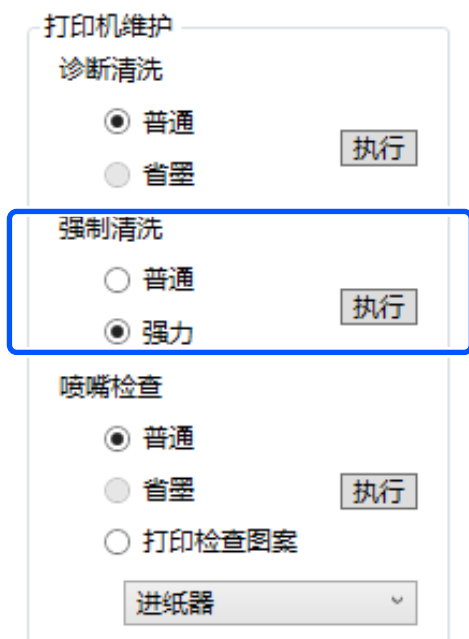 打印机维护
诊断清洗
普通
执行
省墨
强制清洗
普通
执行
强力
喷嘴检查
普通
省墨
执行
打印检查图案
进纸器